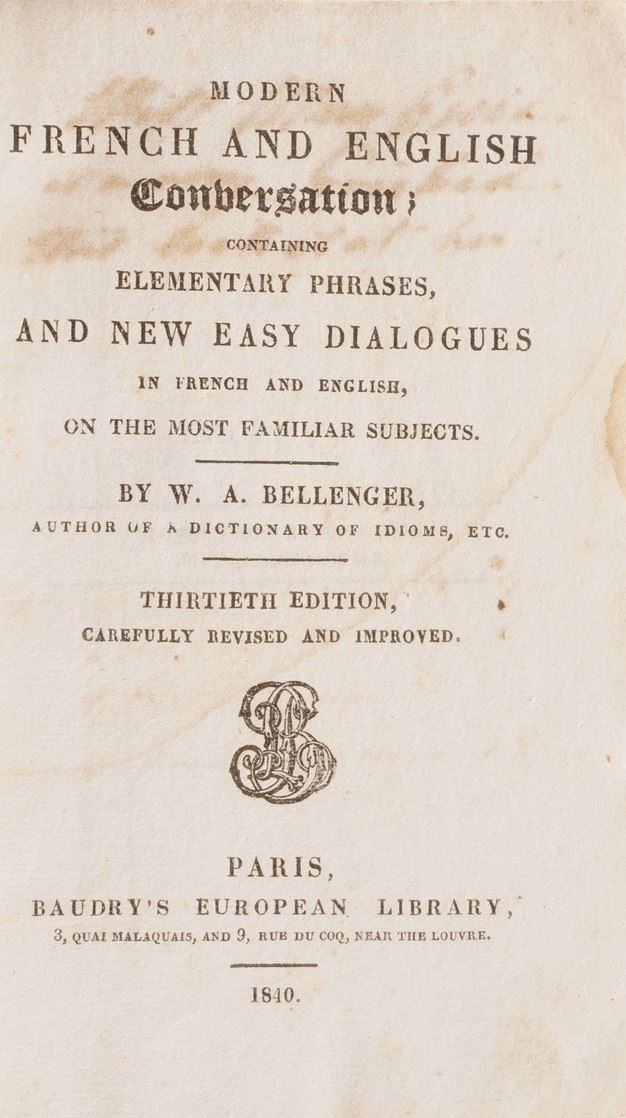 MODERN
FRENCH AND ENGLISH
Conversation;
CONTAINING
ELEMENTARY PHRASES,
AND NEW EASY DIALOGUES
IN FRENCH AND ENGLISH,
ON THE MOST FAMILIAR SUBJECTS.
BY W. A. BELLENGER,
AUTHOR OF A DICTIONARY OF IDIOMS, ETC.
THIRTIETH EDITION,
CAREFULLY REVISED AND IMPROVED.
PARIS,
BAUDRY'S EUROPEAN LIBRARY,
3, QUAI MALAQUAIS, AND 9, RUE DU COQ, NEAR THE LOUVRE.
1840.